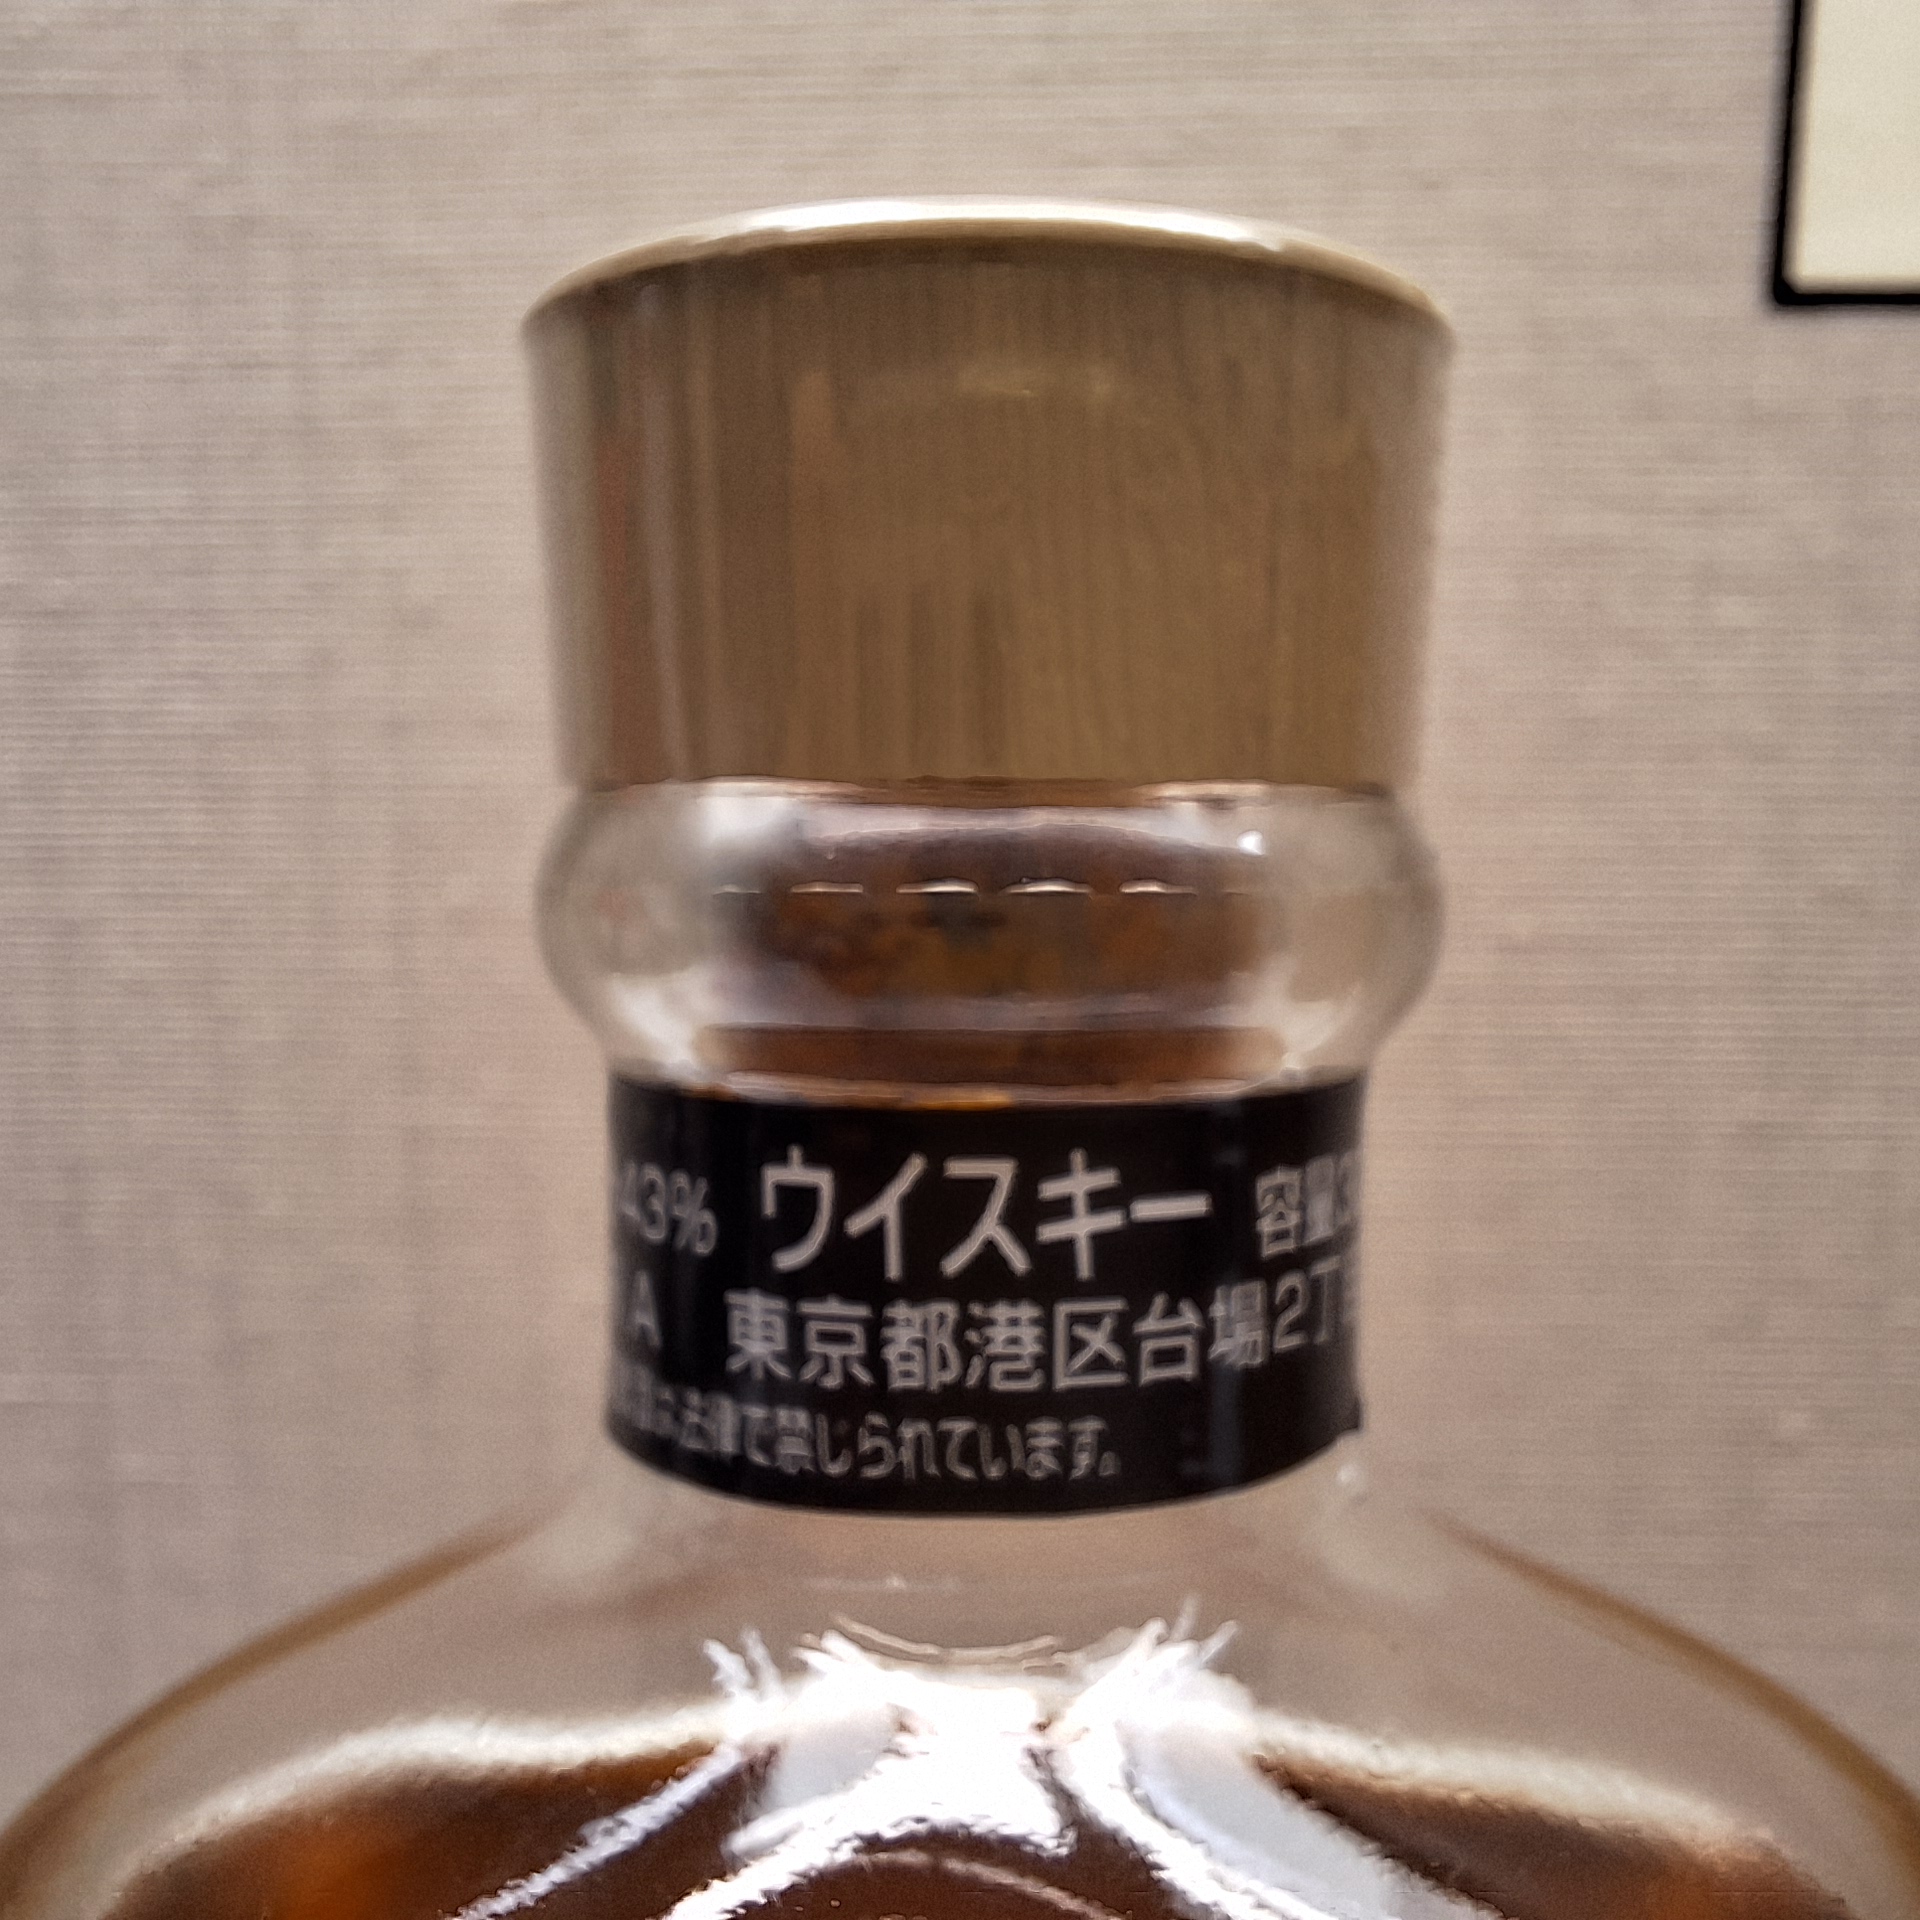 43% ウイスキー 容量
A 東京都港区台場2丁
に法律で禁じられています。